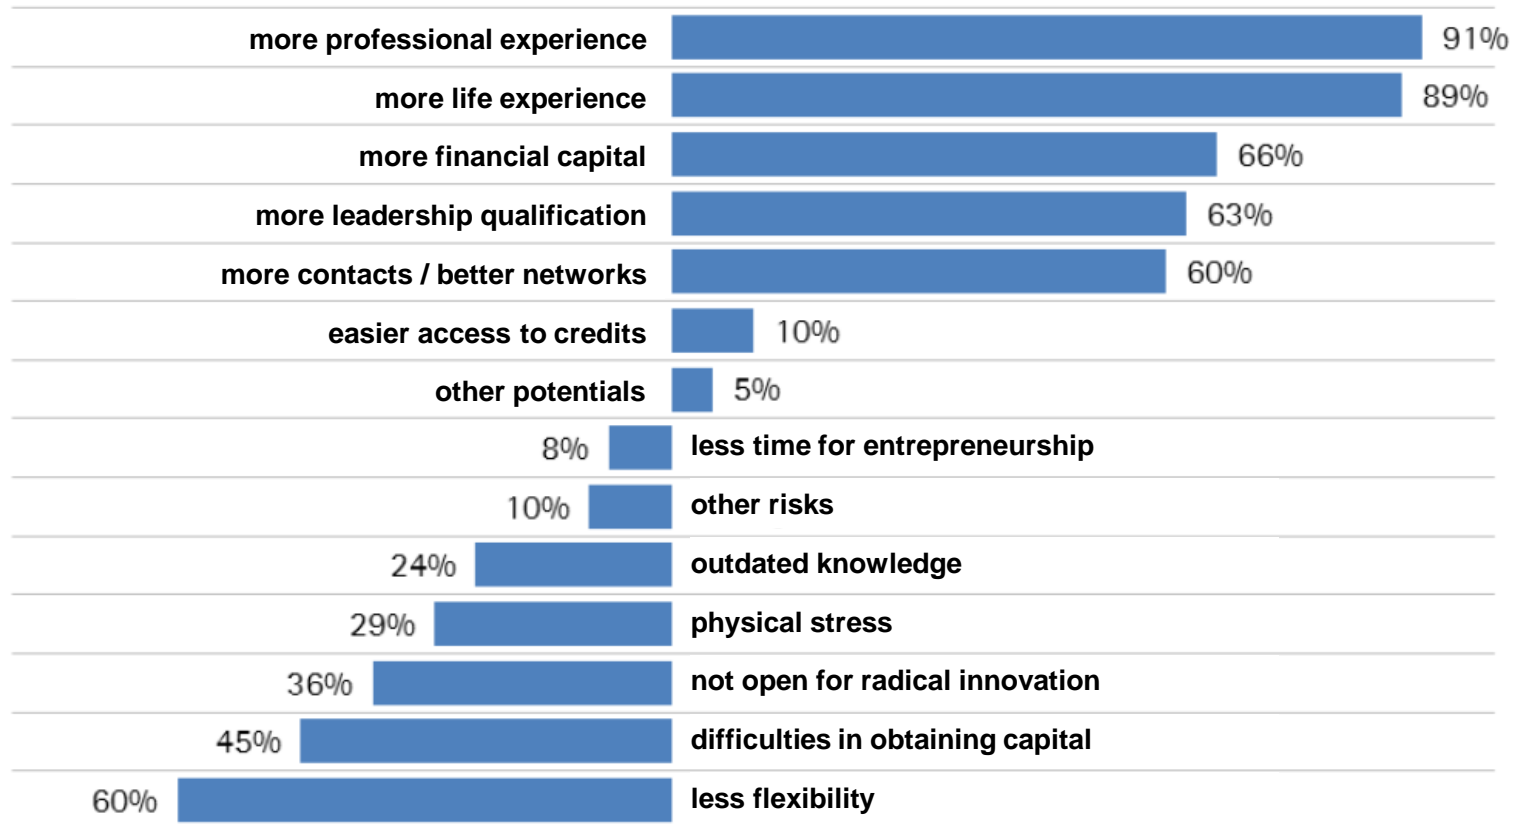 more professional experience 91%
more life experience 89%
more financial capital 66%
more leadership qualification 63%
more contacts / better networks 60%
easier access to credits 10%
other potentials 5%
8% less time for entrepreneurship
10% other risks
24% outdated knowledge
29% physical stress
36% not open for radical innovation
45% difficulties in obtaining capital
60% less flexibility